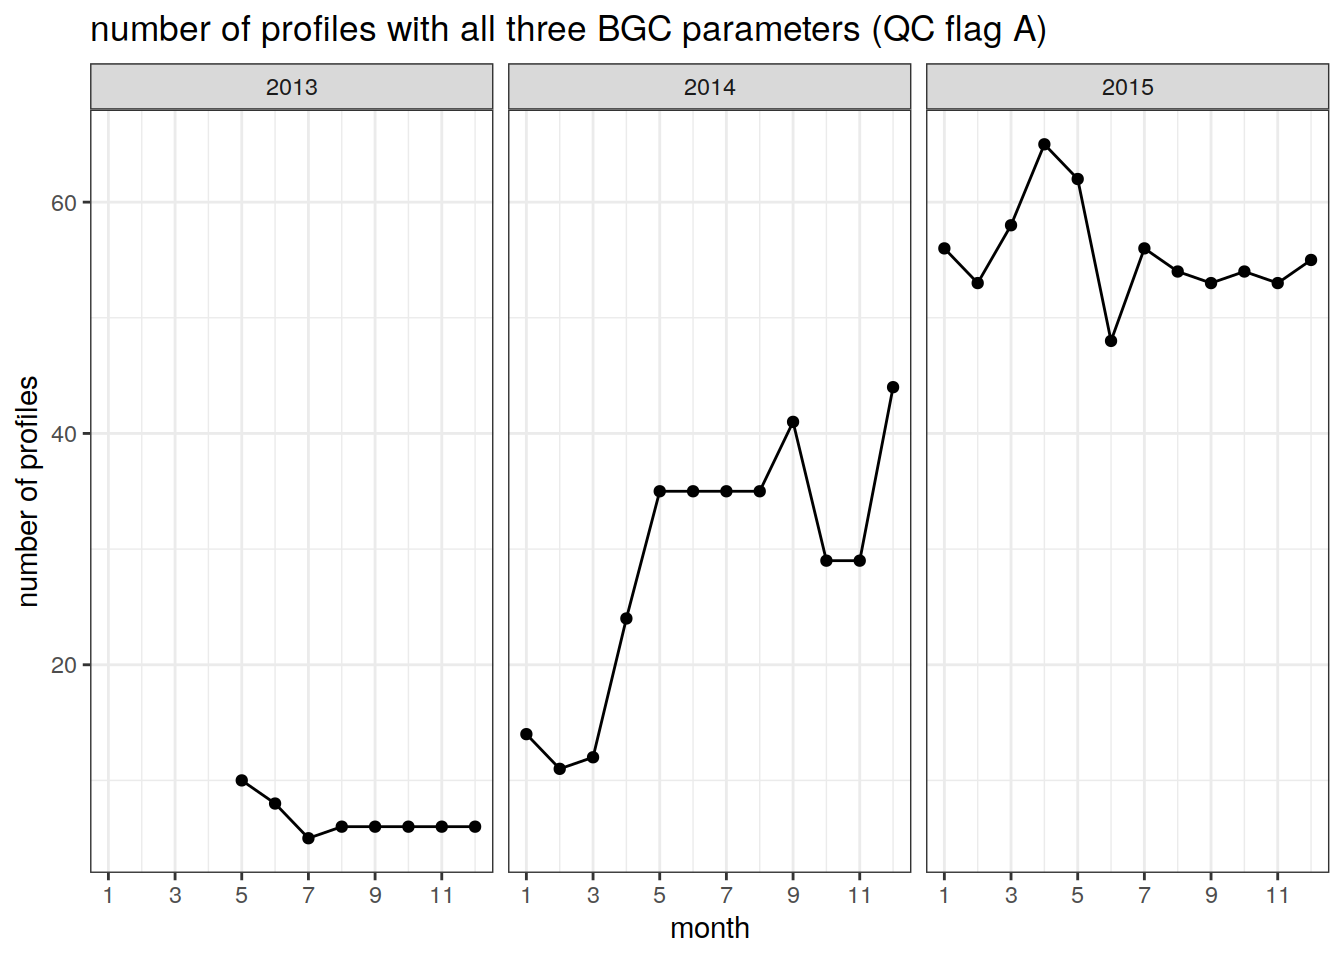 number of profiles with all three BGC parameters (QC flag A)
2013 2014 2015
number of profiles
60
40
20
1 3 5 7 9 11 1 3 5 7 9 11 1 3 5 7 9 11
month